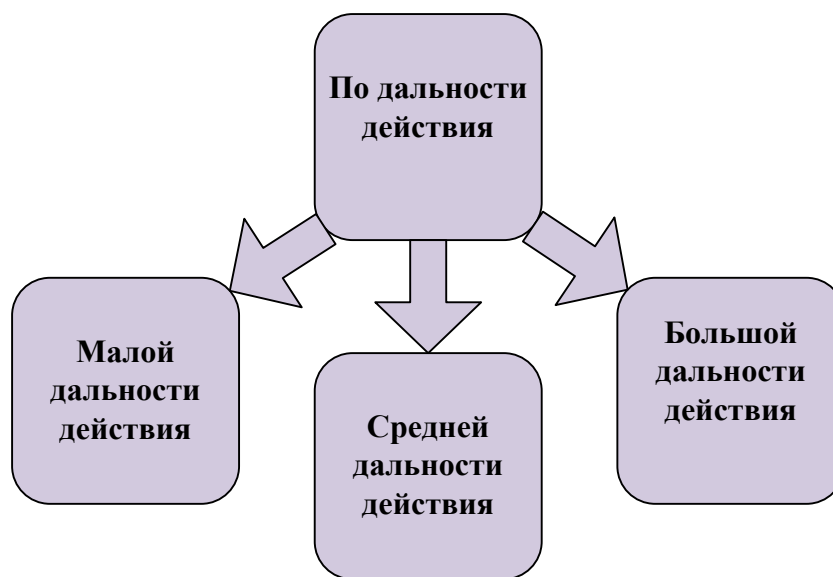 По дальности
действия
Малой
дальности
действия
Средней
дальности
действия
Большой
дальности
действия